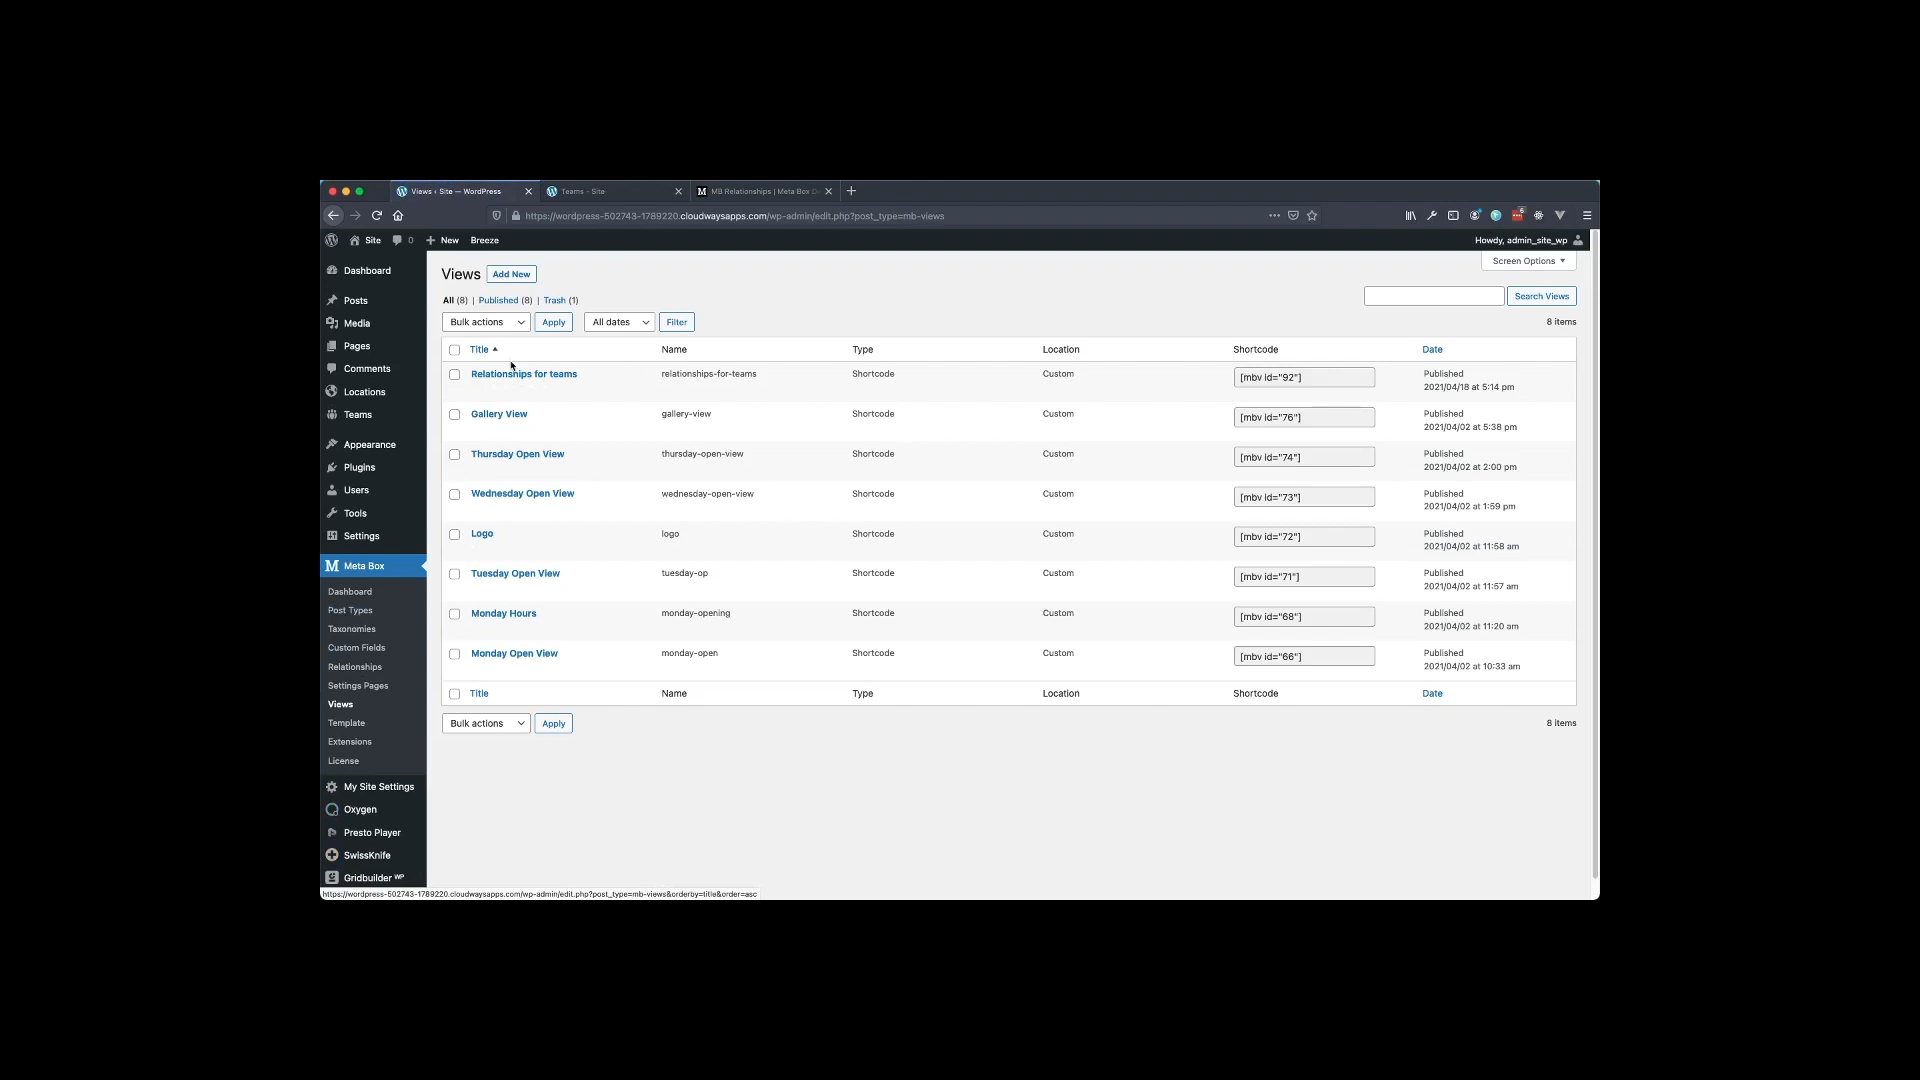 Views ‹ Site — WordPress
Teams - Site
MB Relationships | Meta Box D
https://wordpress-502743-1789220.cloudwaysapps.com/wp-admin/edit.php?post_type=mb-views
Site 0 New Breeze Howdy, admin_site_wp
Screen Options
Dashboard
Posts
Media
Pages
Comments
Locations
Teams
Appearance
Plugins
Users
Tools
Settings
Meta Box
Dashboard
Post Types
Taxonomies
Custom Fields
Relationships
Settings Pages
Views
Template
Extensions
License
My Site Settings
Oxygen
Presto Player
SwissKnife
Gridbuilder WP
Views Add New
All (8) | Published (8) | Trash (1)
Search Views
Bulk actions Apply All dates Filter 8 items
Title Name Type Location Shortcode Date
Relationships for teams relationships-for-teams Shortcode Custom [mbv id="92"] Published
2021/04/18 at 5:14 pm
Gallery View gallery-view Shortcode Custom [mbv id="76"] Published
2021/04/02 at 5:38 pm
Thursday Open View thursday-open-view Shortcode Custom [mbv id="74"] Published
2021/04/02 at 2:00 pm
Wednesday Open View wednesday-open-view Shortcode Custom [mbv id="73"] Published
2021/04/02 at 1:59 pm
Logo logo Shortcode Custom [mbv id="72"] Published
2021/04/02 at 11:58 am
Tuesday Open View tuesday-op Shortcode Custom [mbv id="71"] Published
2021/04/02 at 11:57 am
Monday Hours monday-opening Shortcode Custom [mbv id="68"] Published
2021/04/02 at 11:20 am
Monday Open View monday-open Shortcode Custom [mbv id="66"] Published
2021/04/02 at 10:33 am
Title Name Type Location Shortcode Date
Bulk actions Apply 8 items
https://wordpress-502743-1789220.cloudwaysapps.com/wp-admin/edit.php?post_type=mb-views&orderby=title&order=asc